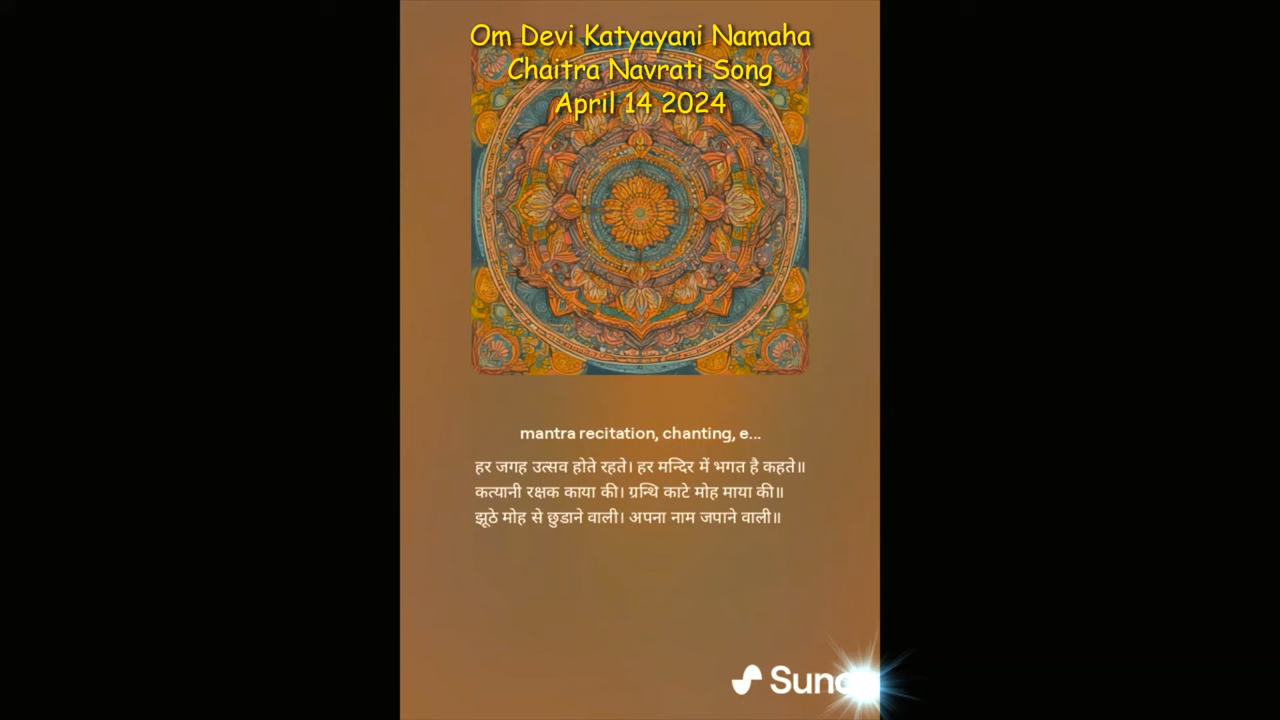 Om Devi Katyayani Namaha
Chaitra Navrati Song
April 14 2024
mantra recitation, chanting, e...
हर जगह उत्सव होते रहते। हर मन्दिर में भगत है कहते॥
कत्यानी रक्षक काया की। ग्रन्थि काटे मोह माया की॥
झूठे मोह से छुडाने वाली। अपना नाम जपाने वाली॥